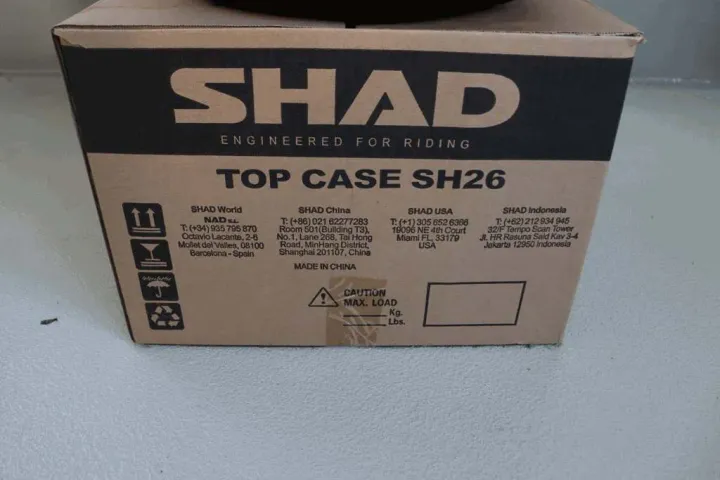 SHAD
ENGINEERED FOR RIDING
TOP CASE SH26
SHAD World
NAD s.l.
T: (+34) 935 795 870
Octavio Lacante, 2-6
Mollet del Vallès, 08100
Barcelona - Spain
SHAD China
T: (+86) 021 62277283
Room 501(Building T3),
No.1, Lane 268, Tai Hong
Road, MinHang District,
Shanghai 201107, China
SHAD USA
T: (+1) 305 652 6366
19096 NE 4th Court
Miami FL. 33179
USA
SHAD Indonesia
T: (+62) 212 934 945
32/F Tempo Scan Tower
Jl. HR Rasuna Said Kav 3-4
Jakarta 12950 Indonesia
MADE IN CHINA
CAUTION
MAX. LOAD
Kg.
Lbs.